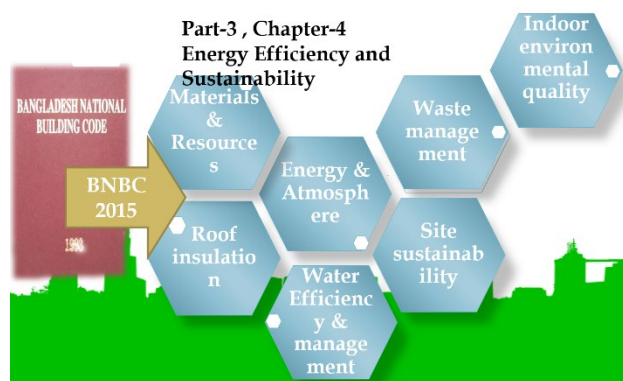 Part-3 , Chapter-4
Energy Efficiency and
Sustainability
BANGLADESH NATIONAL
BUILDING CODE
1993
BNBC
2015
Materials
&
Resource
s
Roof
insulatio
n
Energy &
Atmosph
ere
Water
Efficienc
y &
manage
ment
Waste
manage
ment
Site
sustainab
ility
Indoor
environ
mental
quality